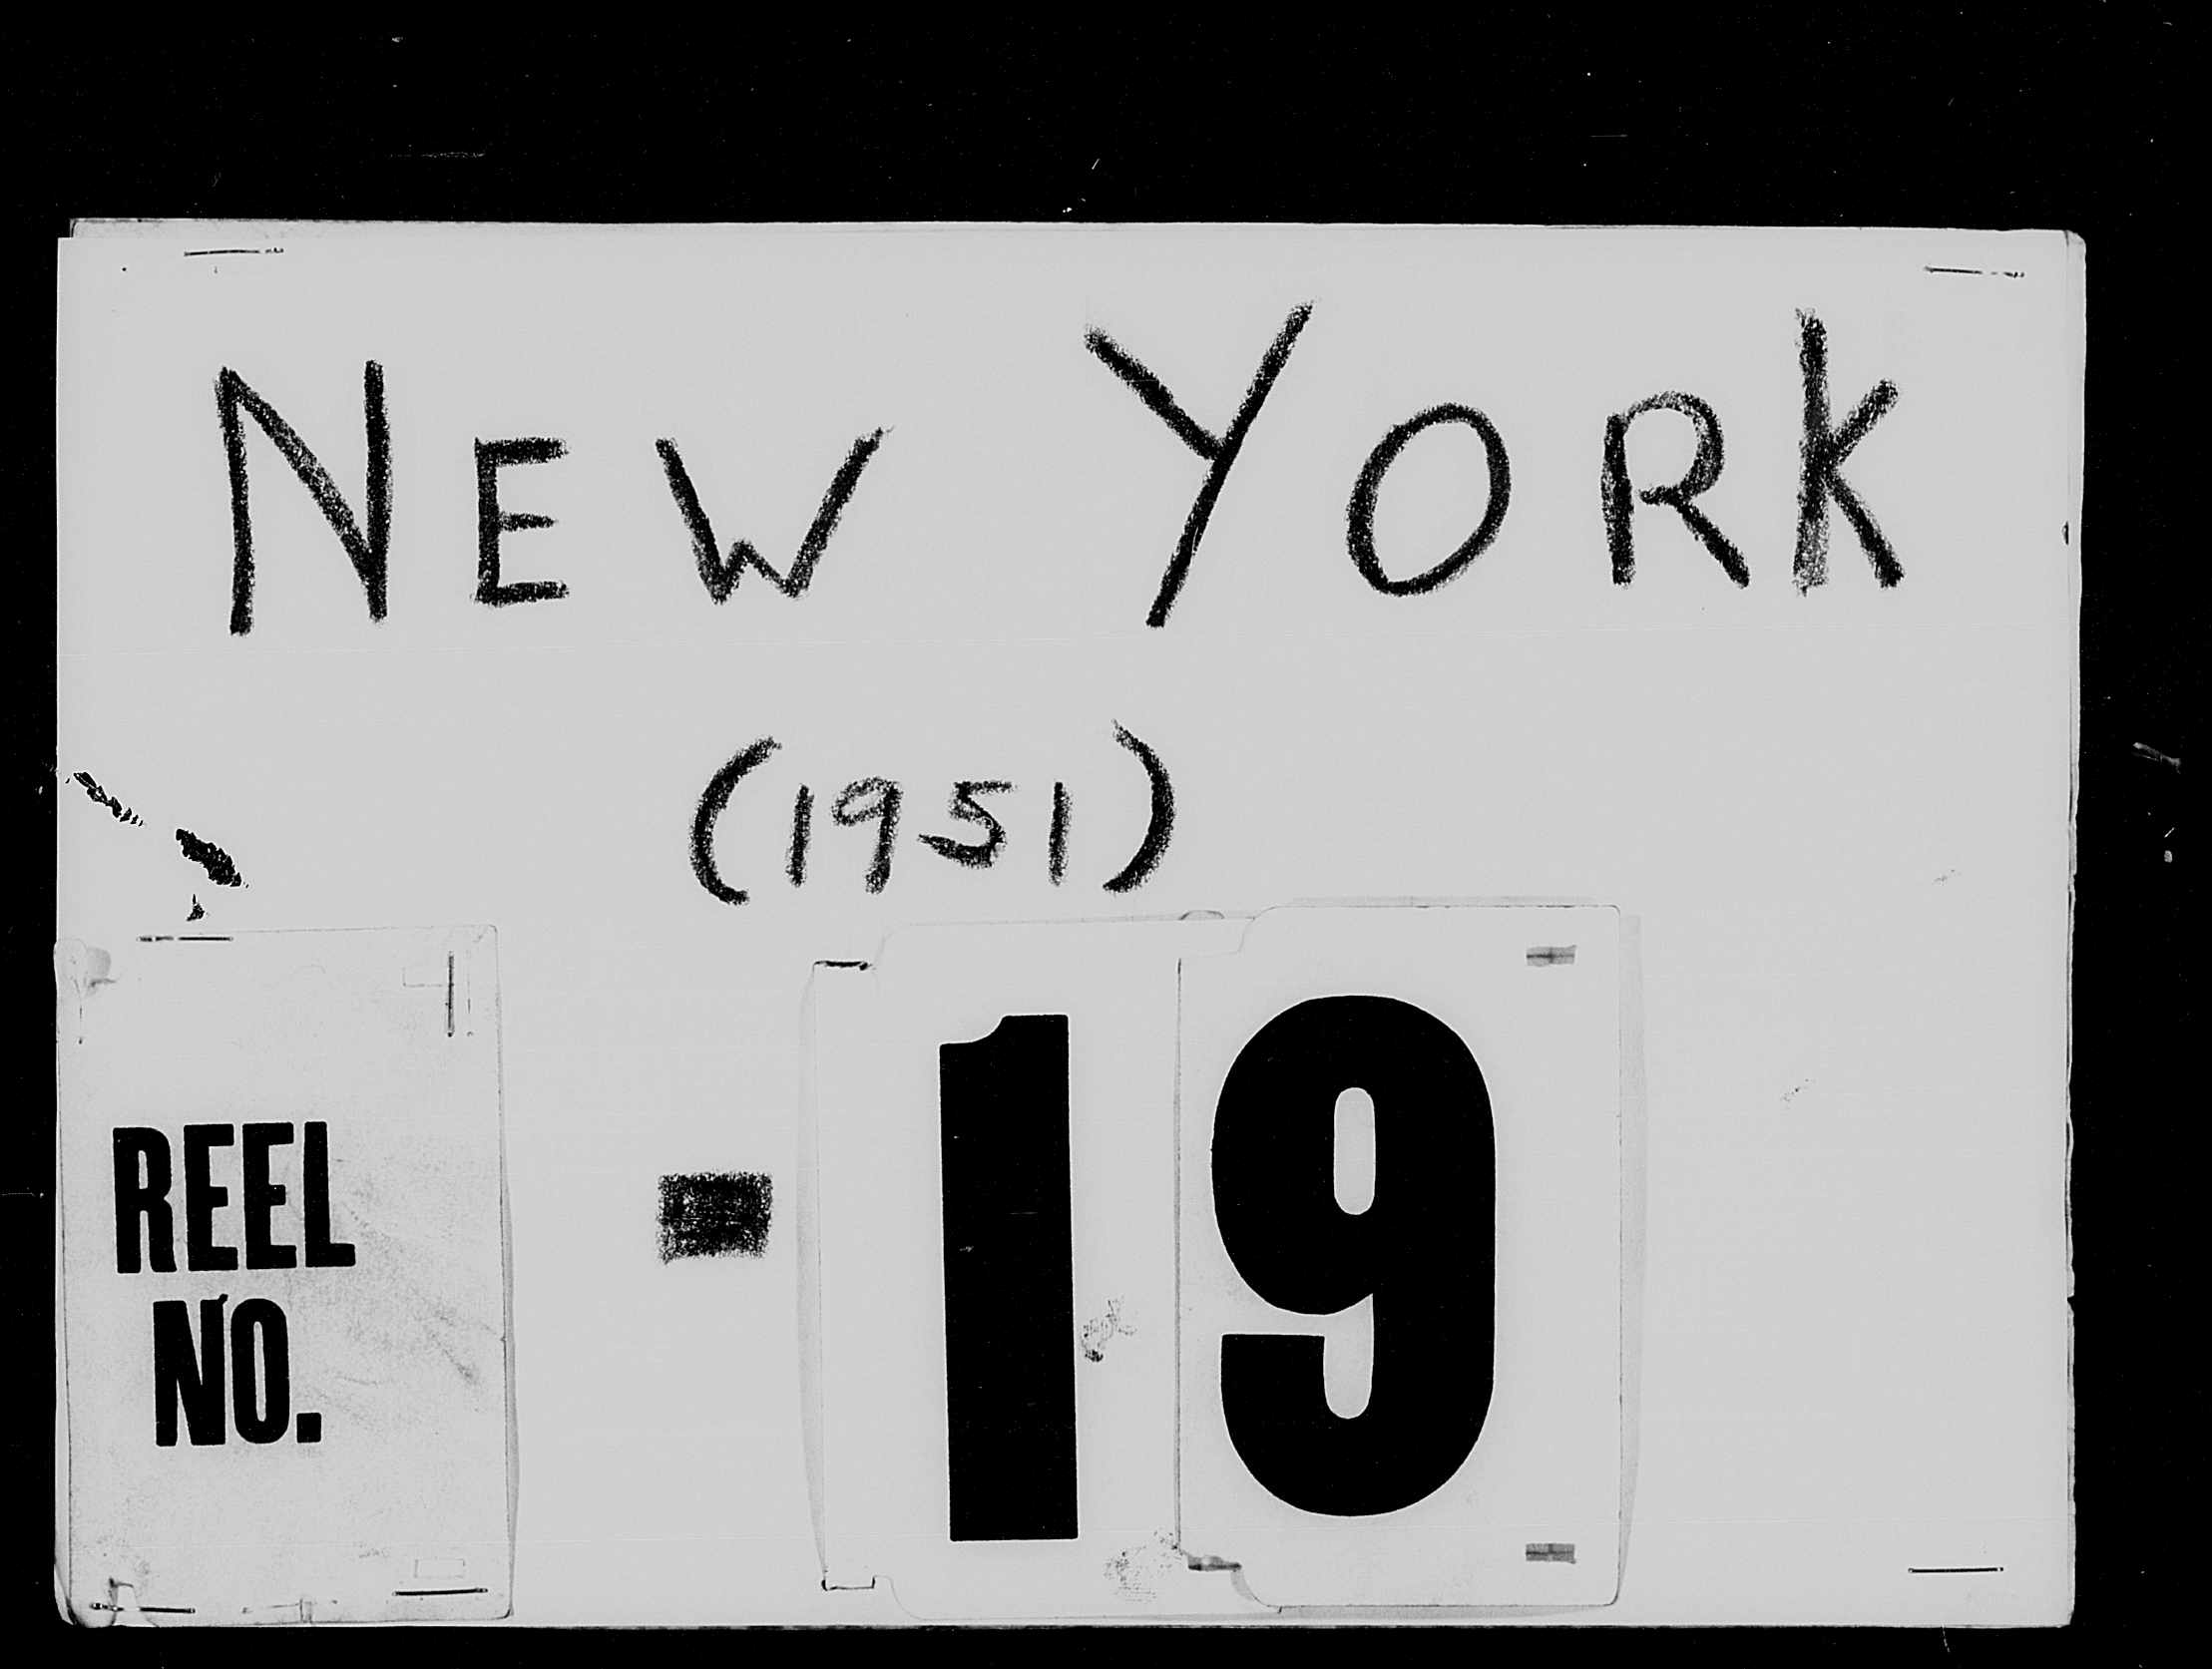 NEW YORK
(1951)
REEL
NO.
- 19